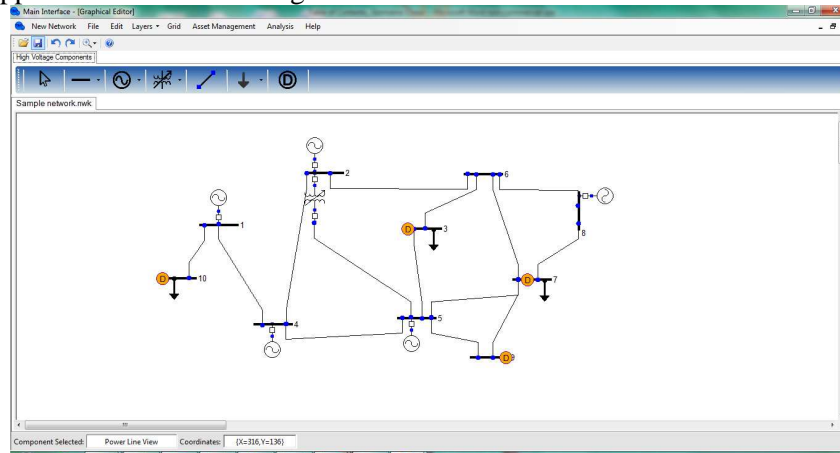 Main Interface - [Graphical Editor]
New Network File Edit Layers Grid Asset Management Analysis Help
High Voltage Components
D
Sample network.nwk
2
6
1
D 3
8
D 10
D 7
4
5
D 9
Component Selected: Power Line View Coordinates: {X=316,Y=136}